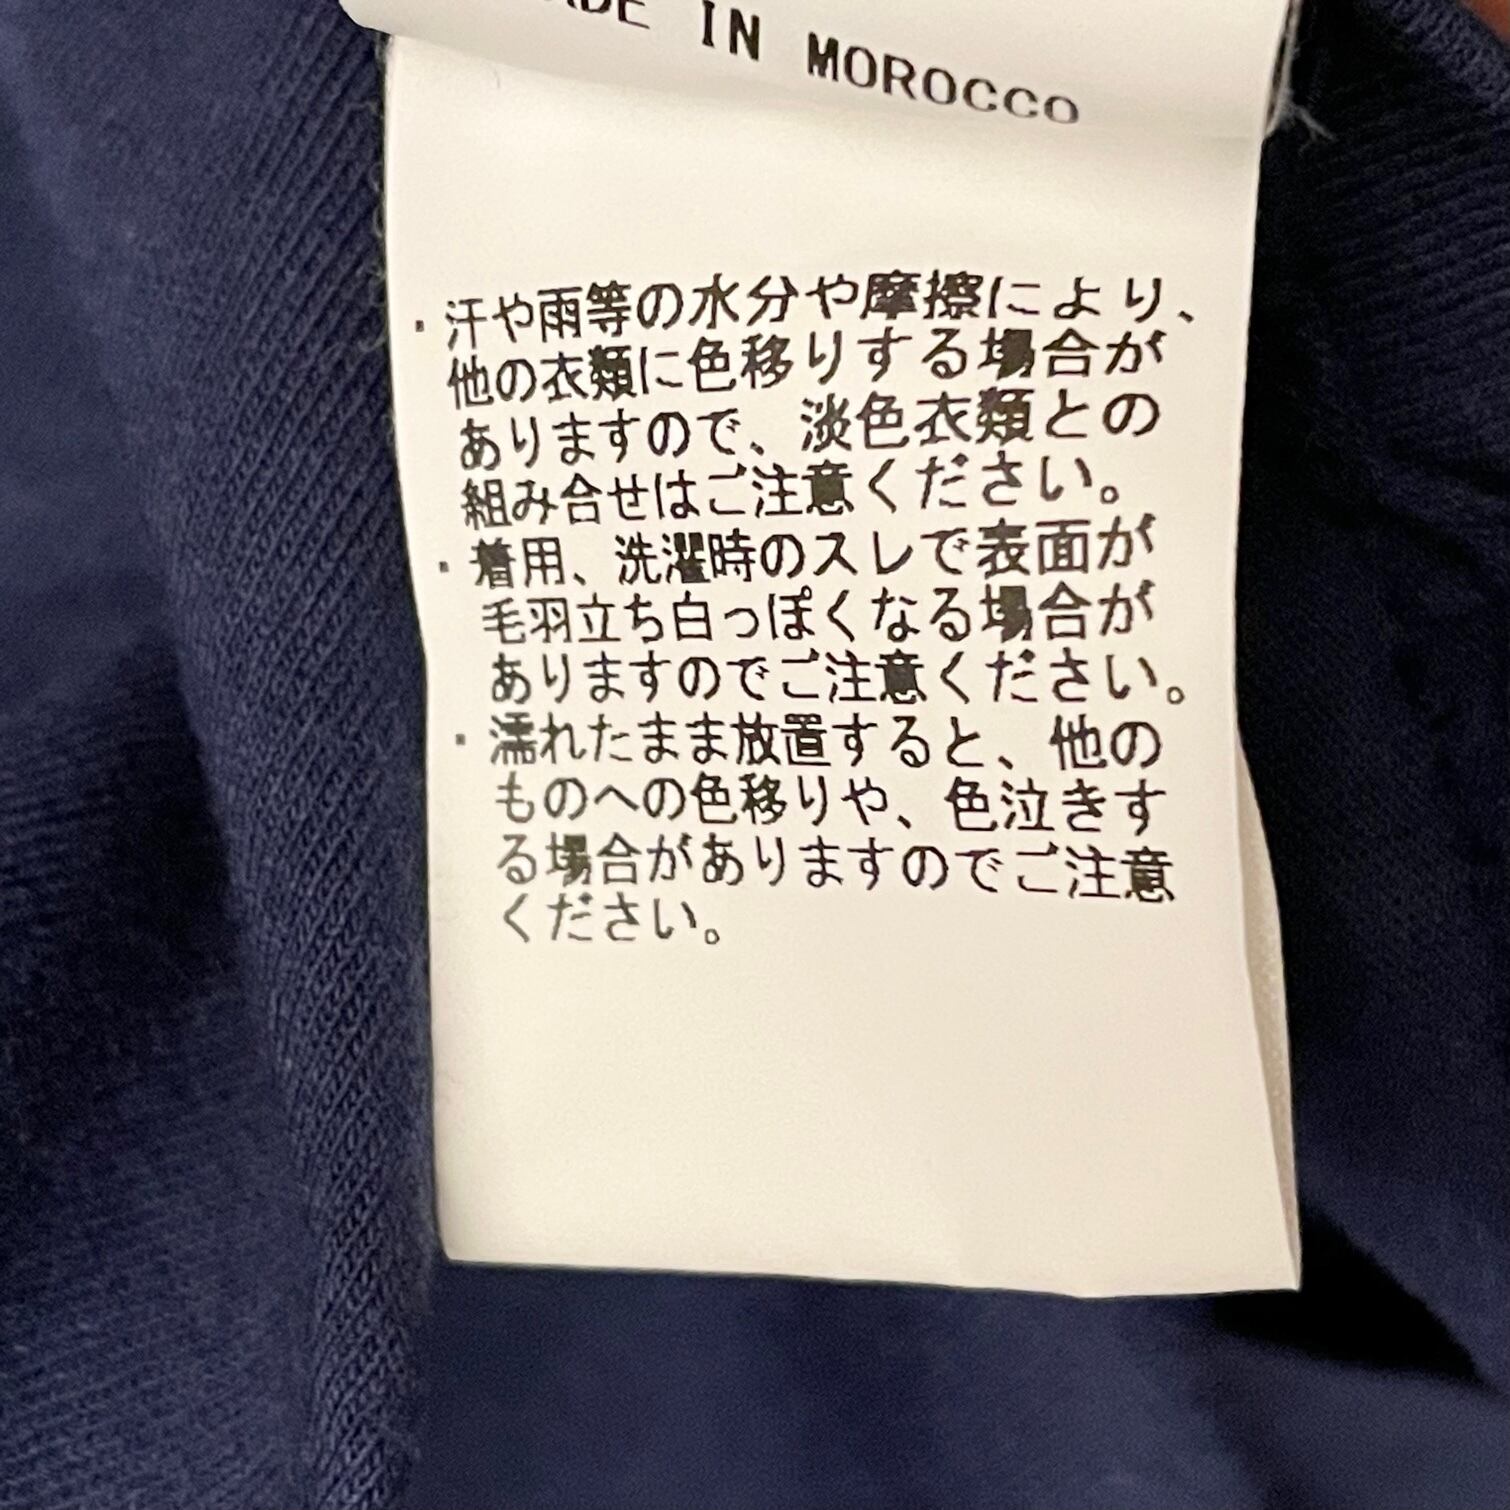 MADE IN MOROCCO
・汗や雨等の水分や摩擦により、
他の衣類に色移りする場合が
ありますので、淡色衣類との
組み合せはご注意ください。
・着用、洗濯時のスレで表面が
毛羽立ち白っぽくなる場合が
ありますのでご注意ください。
・濡れたまま放置すると、他の
ものへの色移りや、色泣きす
る場合がありますのでご注意
ください。